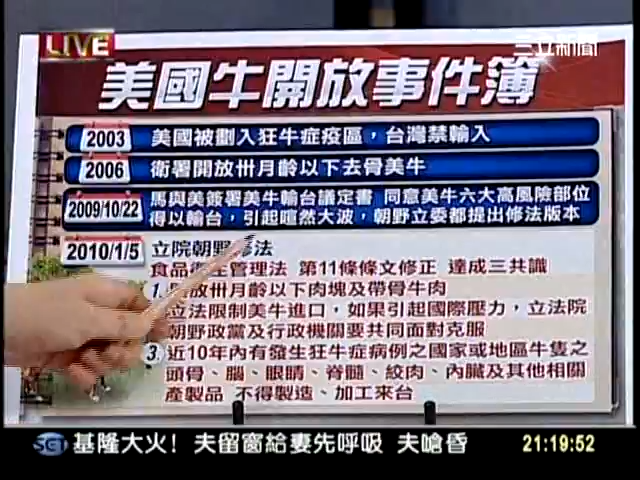 LIVE
三立新聞
美國牛開放事件簿
2003 美國被劃入狂牛症疫區，台灣禁輸入
2006 衛署開放卅月齡以下去骨美牛
2009/10/22 馬與美簽署美牛輸台議定書 同意美牛六大高風險部位
得以輸台，引起喧然大波，朝野立委都提出修法版本
2010/1/5 立院朝野修法
食品衛生管理法 第11條條文修正 達成三共識
1. 放卅月齡以下肉塊及帶骨牛肉
立法限制美牛進口，如果引起國際壓力，立法院
朝野政黨及行政機關要共同面對克服
3. 近10年內有發生狂牛症病例之國家或地區牛隻之
頭骨、腦、眼睛、脊髓、絞肉、內臟及其他相關
產製品 不得製造、加工來台
SET 基隆大火! 夫留窗給妻先呼吸 夫嗆昏 21:19:52